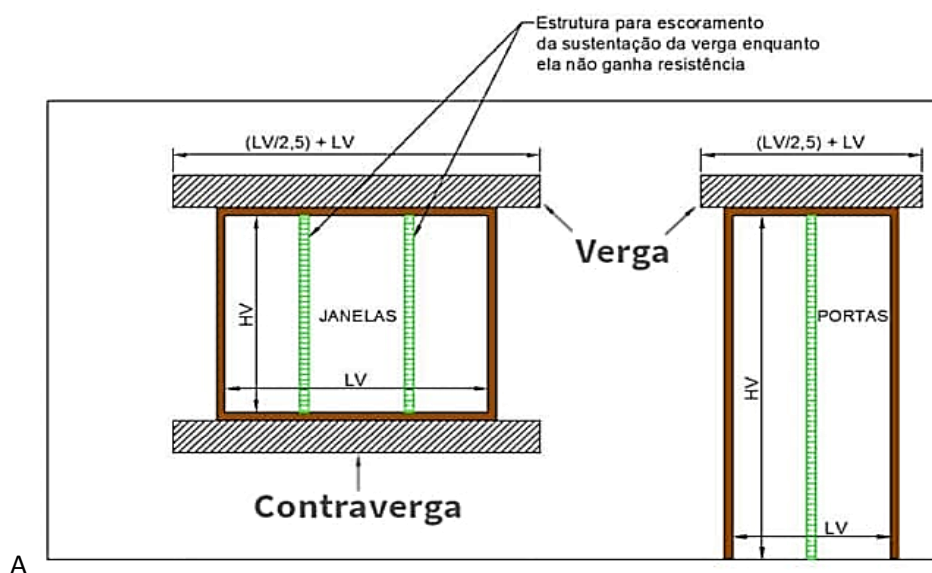 Estrutura para escoramento
da sustentação da verga enquanto
ela não ganha resistência
(LV/2,5) + LV
(LV/2,5) + LV
Verga
HV
JANELAS
LV
HV
PORTAS
LV
Contraverga
A